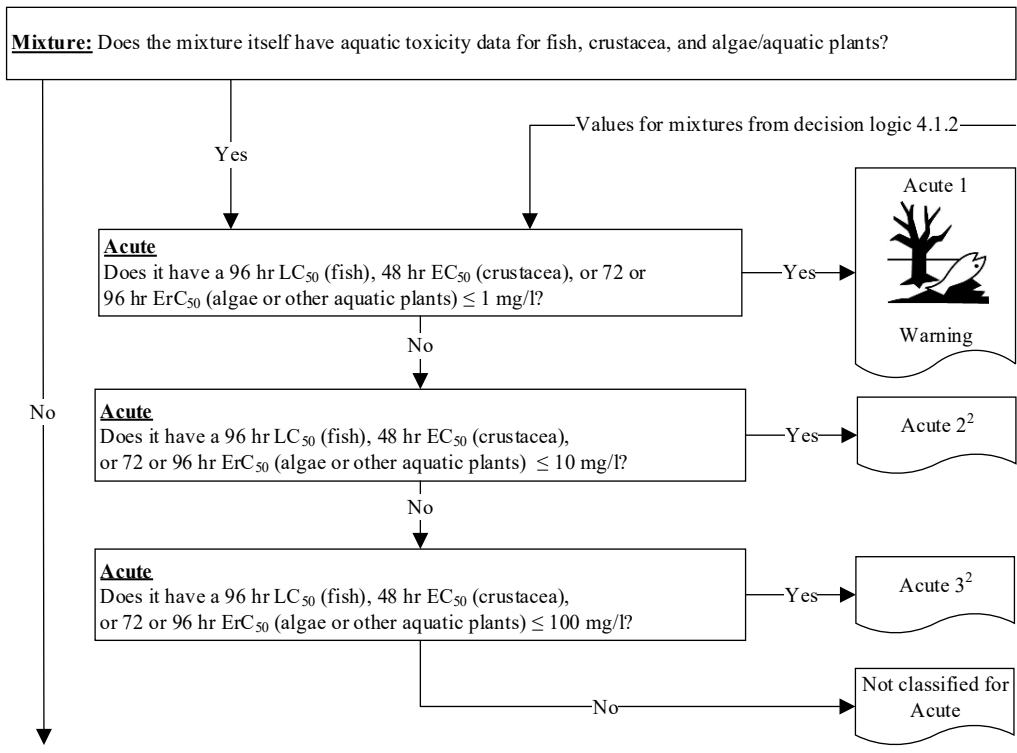 Mixture: Does the mixture itself have aquatic toxicity data for fish, crustacea, and algae/aquatic plants?
Values for mixtures from decision logic 4.1.2
Yes
Acute 1
Acute
Does it have a 96 hr LC50 (fish), 48 hr EC50 (crustacea), or 72 or
96 hr ErC50 (algae or other aquatic plants) ≤ 1 mg/l?
Yes
Warning
No
No
Acute
Does it have a 96 hr LC50 (fish), 48 hr EC50 (crustacea),
or 72 or 96 hr ErC50 (algae or other aquatic plants) ≤ 10 mg/l?
Yes
Acute 2²
No
Acute
Does it have a 96 hr LC50 (fish), 48 hr EC50 (crustacea),
or 72 or 96 hr ErC50 (algae or other aquatic plants) ≤ 100 mg/l?
Yes
Acute 3²
No
Not classified for
Acute